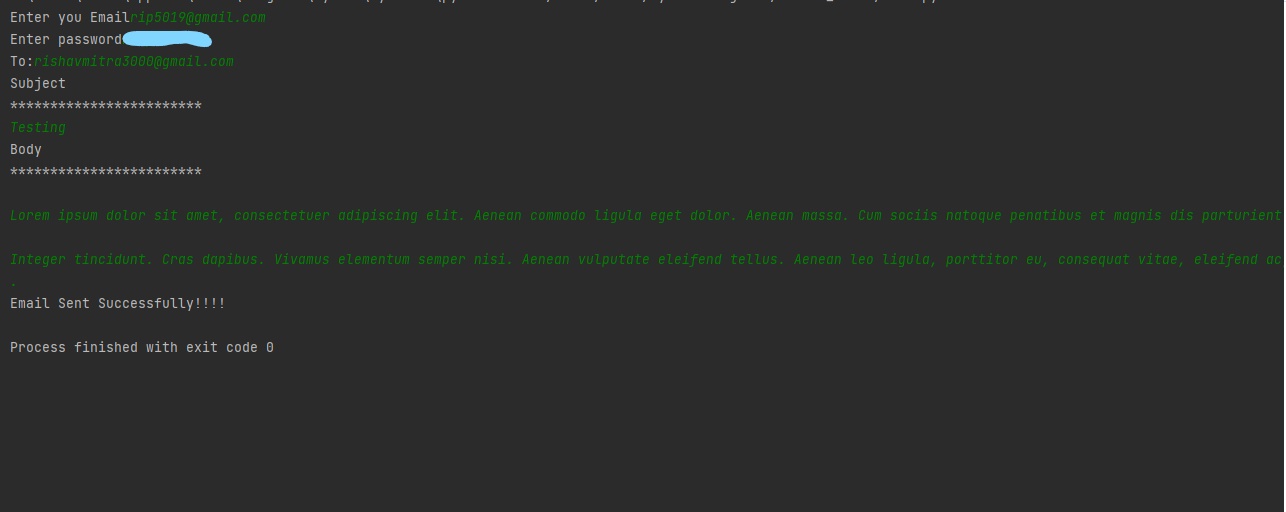 Enter you Emailrip5019@gmail.com
Enter password
To:rishavmitra3000@gmail.com
Subject
************************
Testing
Body
************************
Lorem ipsum dolor sit amet, consectetuer adipiscing elit. Aenean commodo ligula eget dolor. Aenean massa. Cum sociis natoque penatibus et magnis dis parturient
Integer tincidunt. Cras dapibus. Vivamus elementum semper nisi. Aenean vulputate eleifend tellus. Aenean leo ligula, porttitor eu, consequat vitae, eleifend ac
.
Email Sent Successfully!!!!
Process finished with exit code 0